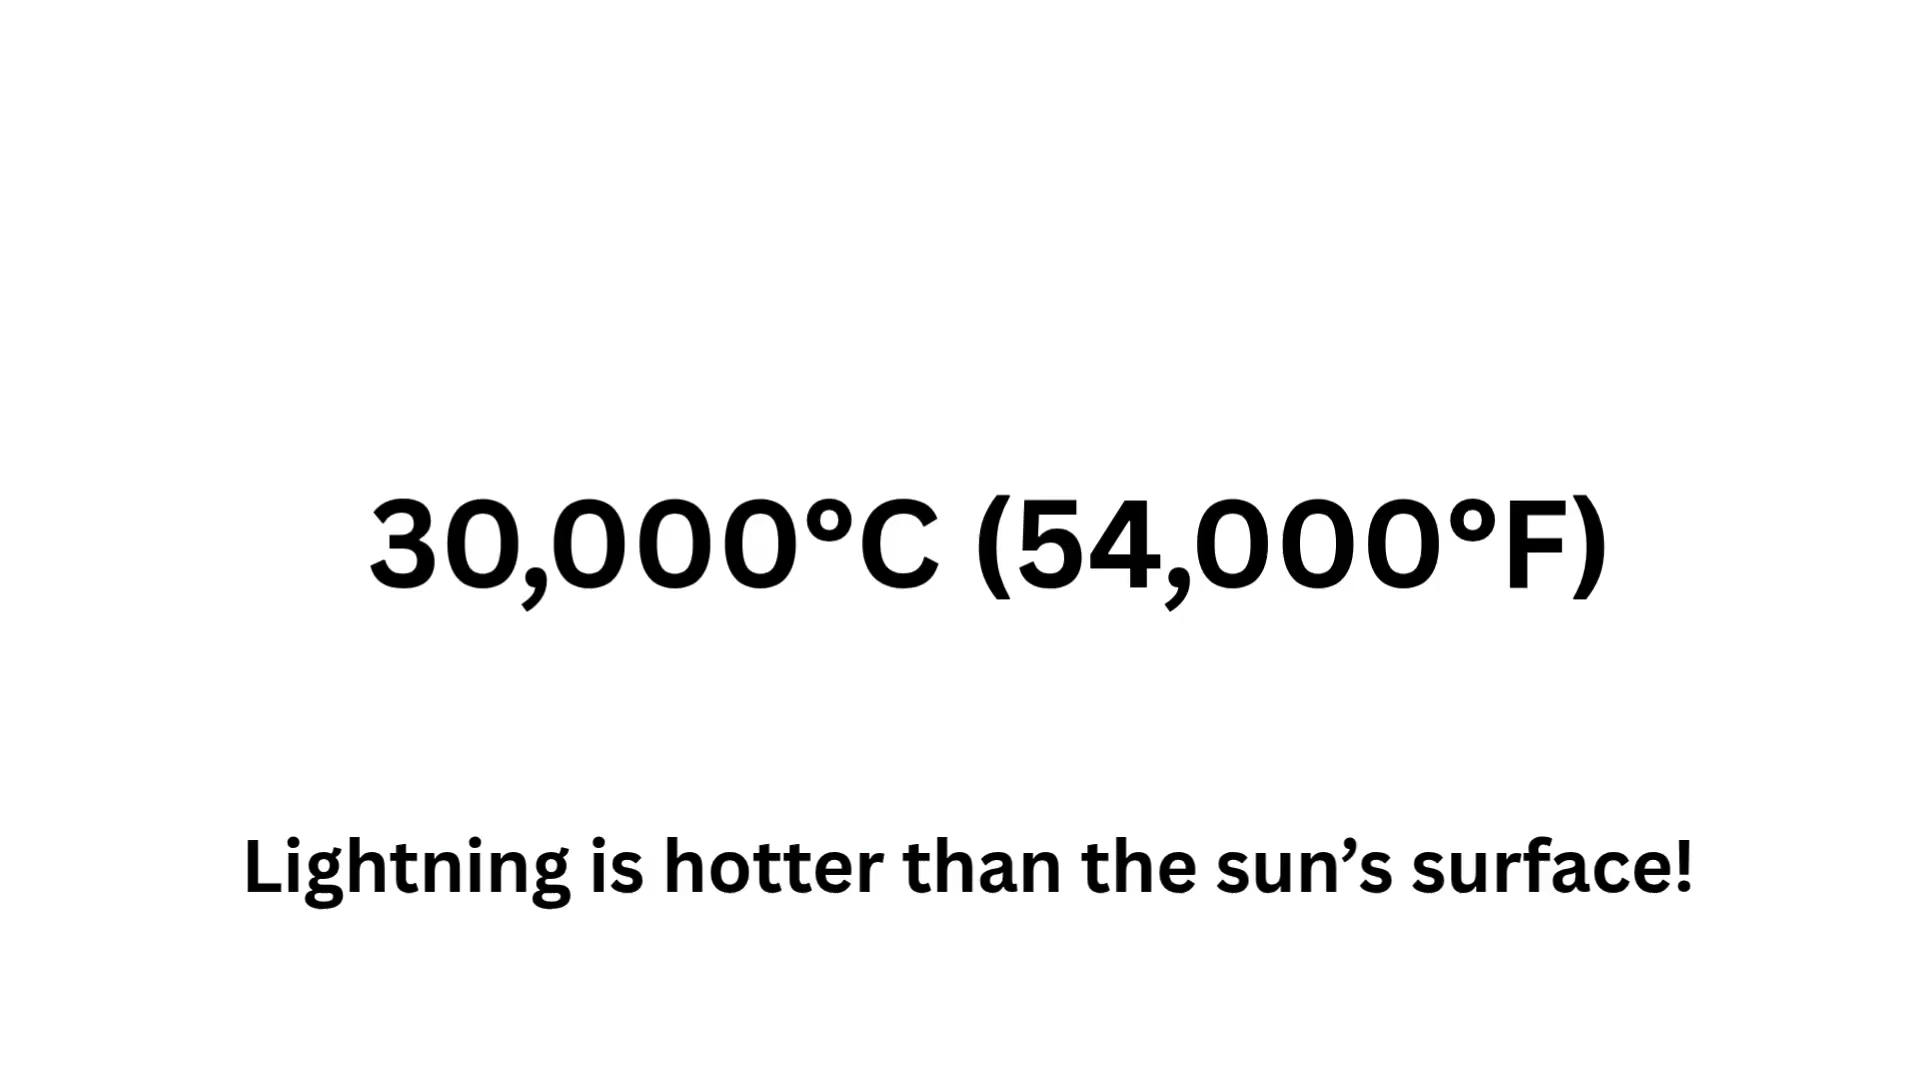 30,000°C (54,000°F)
Lightning is hotter than the sun’s surface!